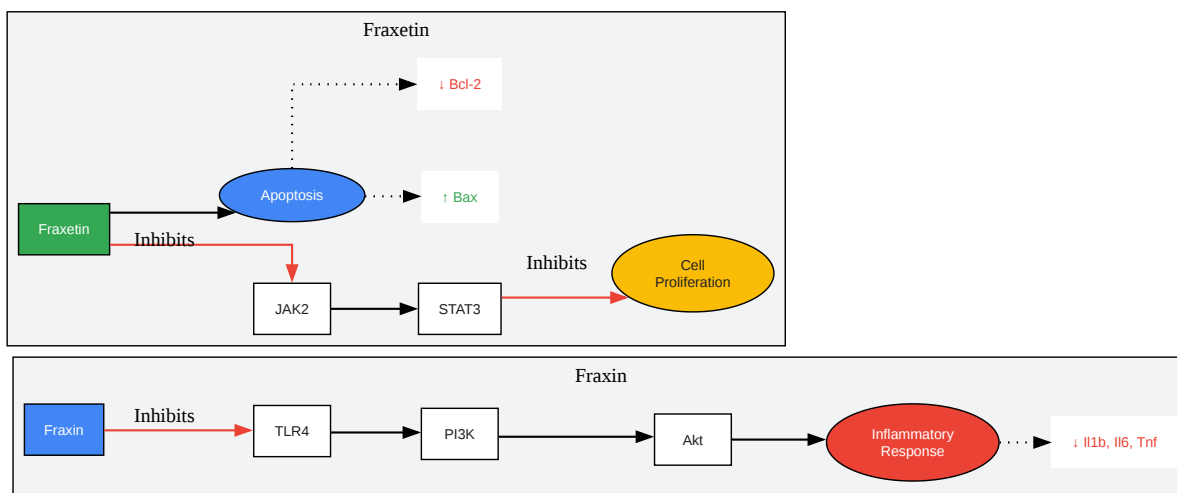 Fraxetin
↓ Bcl-2
Apoptosis
↑ Bax
Fraxetin
Inhibits
Inhibits
Cell
Proliferation
JAK2
STAT3
Fraxin
Fraxin
Inhibits
TLR4
PI3K
Akt
Inflammatory
Response
↓ Il1b, Il6, Tnf